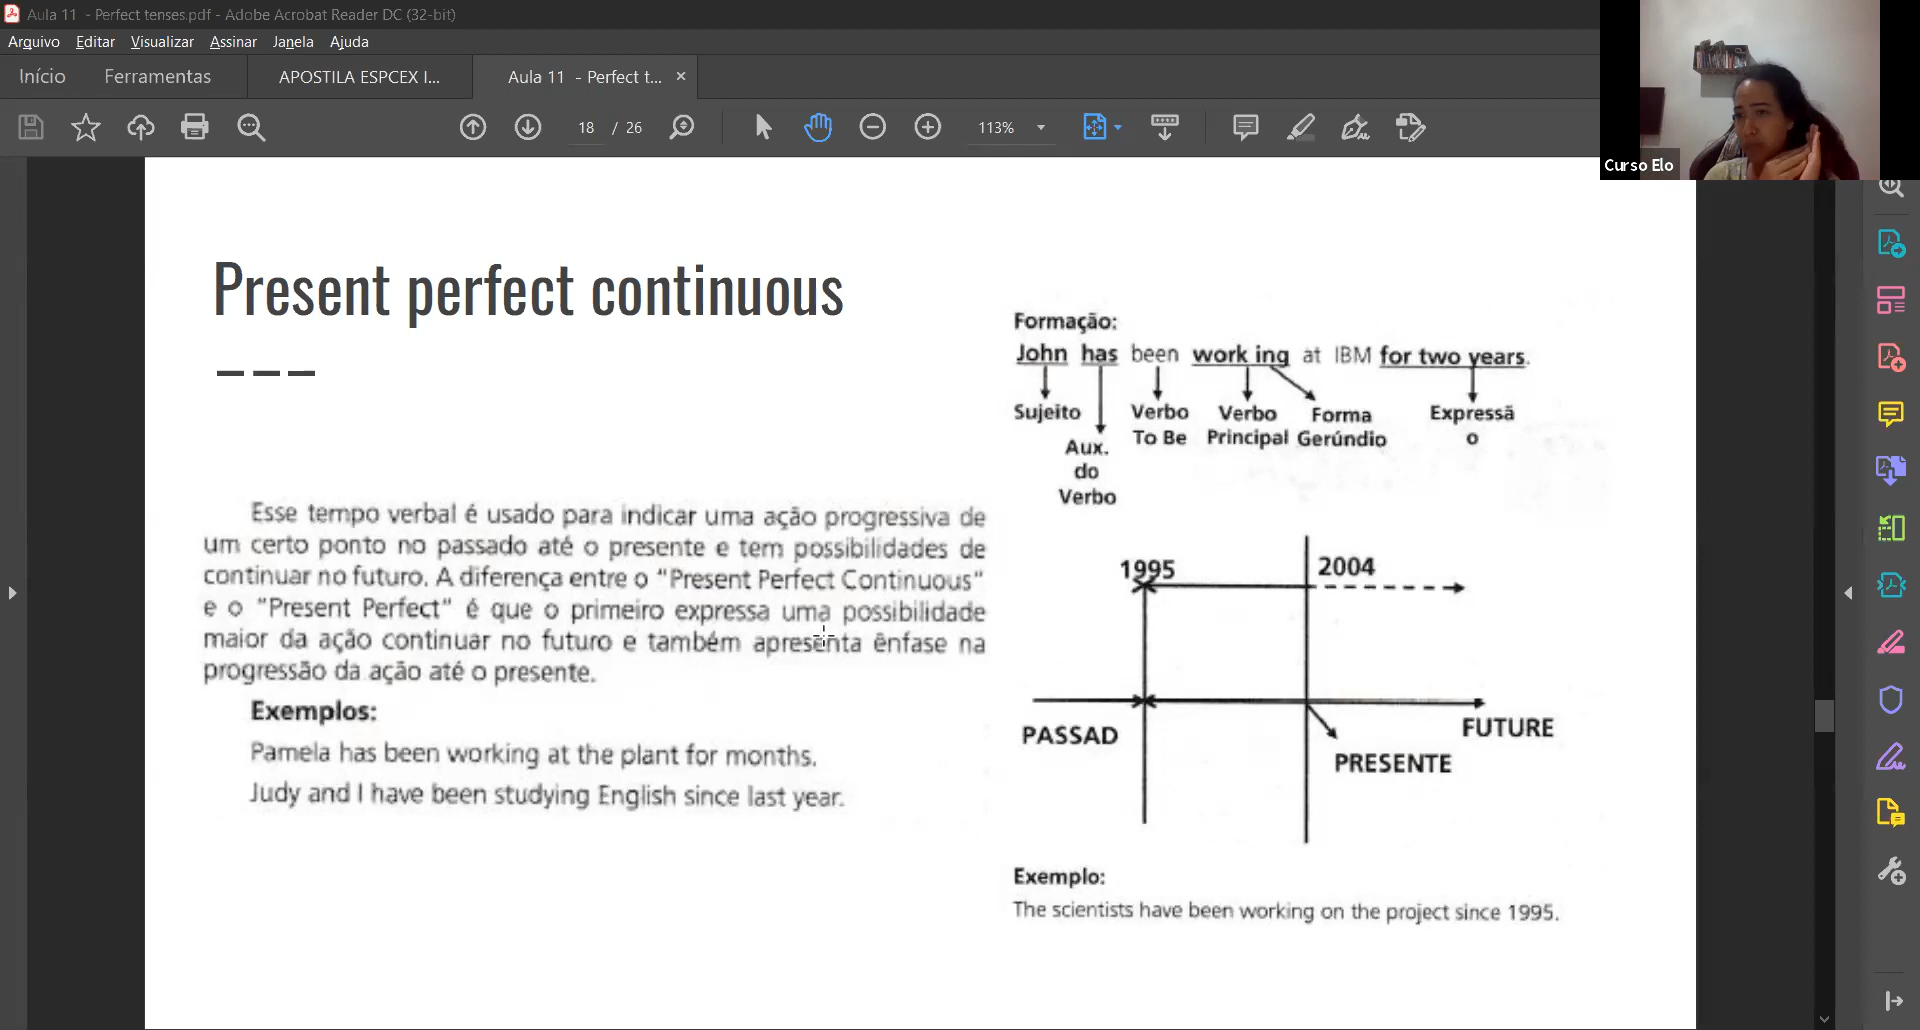 Aula 11  - Perfect tenses.pdf - Adobe Acrobat Reader DC (32-bit)
Arquivo Editar Visualizar Assinar Janela Ajuda
Início Ferramentas APOSTILA ESPCEX I... Aula 11  - Perfect t... ×
18 / 26 113%
Curso Elo
Present perfect continuous
Esse tempo verbal é usado para indicar uma ação progressiva de
um certo ponto no passado até o presente e tem possibilidades de
continuar no futuro. A diferença entre o "Present Perfect Continuous"
e o "Present Perfect" é que o primeiro expressa uma possibilidade
maior da ação continuar no futuro e também apresenta ênfase na
progressão da ação até o presente.
Exemplos:
Pamela has been working at the plant for months.
Judy and I have been studying English since last year.
Formação:
John has been work ing at IBM for two years.
Sujeito Verbo Verbo Forma Expressã
To Be Principal Gerúndio o
Aux.
do
Verbo
1995 2004
PASSAD FUTURE
PRESENTE
Exemplo:
The scientists have been working on the project since 1995.